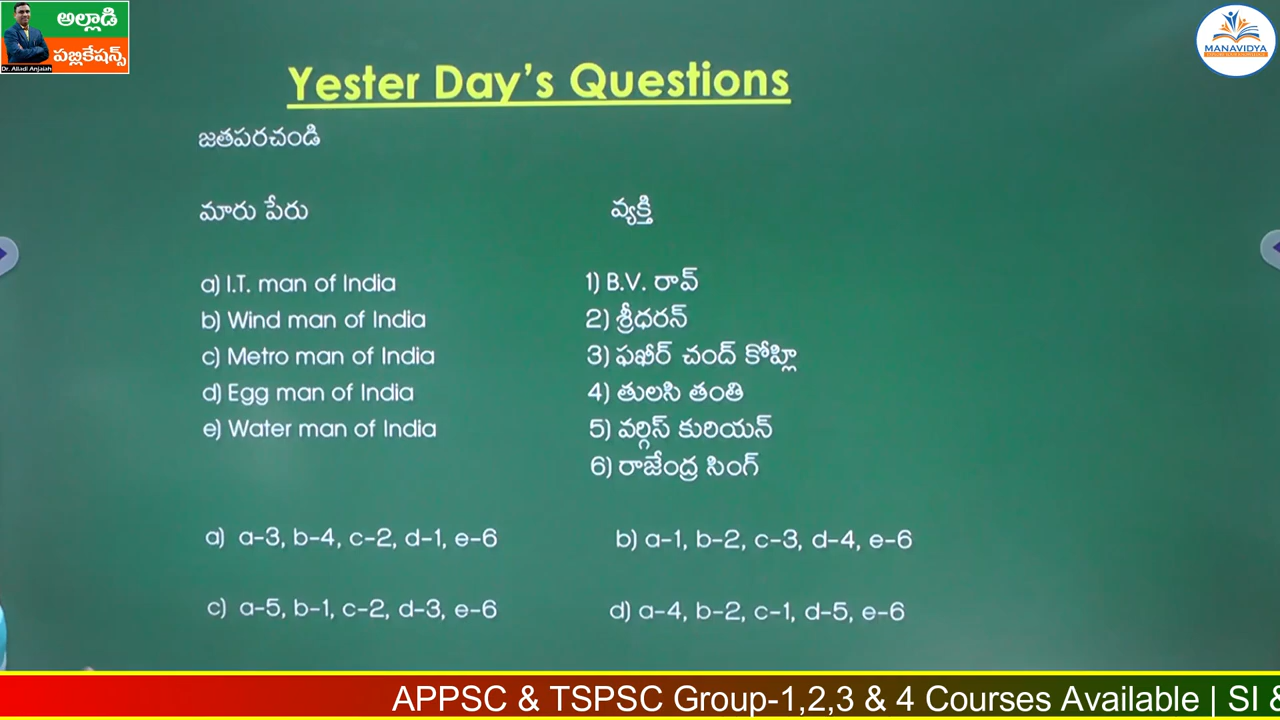 అల్లాడి
పబ్లికేషన్స్
Dr. Alladi Anjaiah
MANAVIDYA
Yester Day's Questions
జతపరచండి
మారు పేరు వ్యక్తి
a) I.T. man of India 1) B.V. రావ్
b) Wind man of India 2) శ్రీధరన్
c) Metro man of India 3) ఫఖీర్ చంద్ కోహ్లి
d) Egg man of India 4) తులసి తంతి
e) Water man of India 5) వర్గిస్ కురియన్
6) రాజేంద్ర సింగ్
a) a-3, b-4, c-2, d-1, e-6 b) a-1, b-2, c-3, d-4, e-6
c) a-5, b-1, c-2, d-3, e-6 d) a-4, b-2, c-1, d-5, e-6
APPSC & TSPSC Group-1,2,3 & 4 Courses Available | SI &